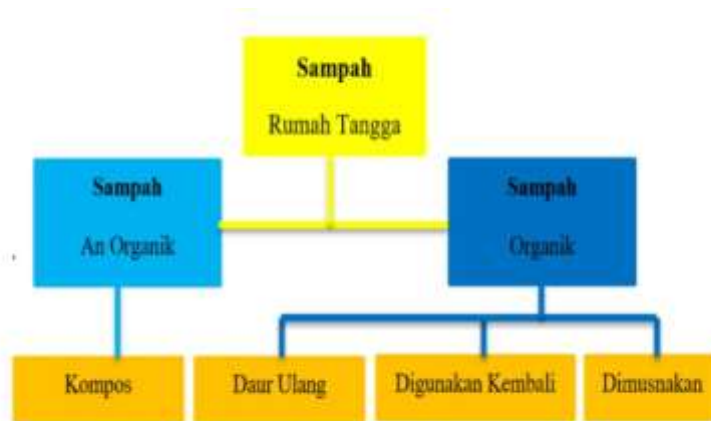 Sampah
Rumah Tangga
Sampah
An Organik
Sampah
Organik
Kompos
Daur Ulang
Digunakan Kembali
Dimusnakan